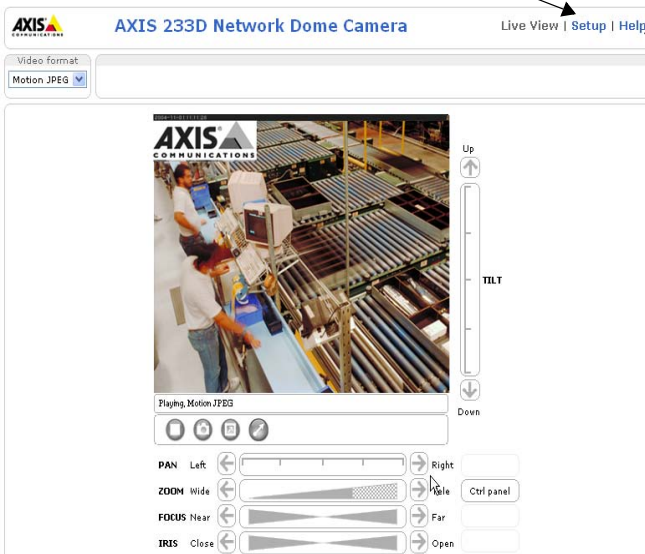 AXIS
COMMUNICATIONS
AXIS 233D Network Dome Camera
Live View | Setup | Help
Video format
Motion JPEG
AXIS
COMMUNICATIONS
Up
TILT
Down
Playing, Motion JPEG
PAN Left Right
ZOOM Wide Ctrl panel
FOCUS Near Far
IRIS Close Open